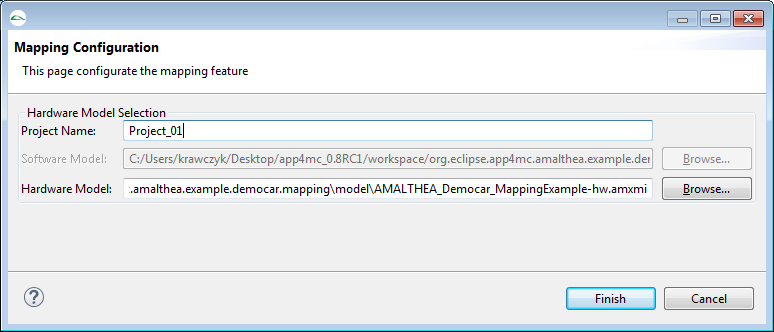 Mapping Configuration
This page configurate the mapping feature
Hardware Model Selection
Project Name: Project_01
Software Model: C:/Users/krawczyk/Desktop/app4mc_0.8RC1/workspace/org.eclipse.app4mc.amalthea.example.der Browse...
Hardware Model: :.amalthea.example.democar.mapping\model\AMALTHEA_Democar_MappingExample-hw.amxmi Browse...
? Finish Cancel